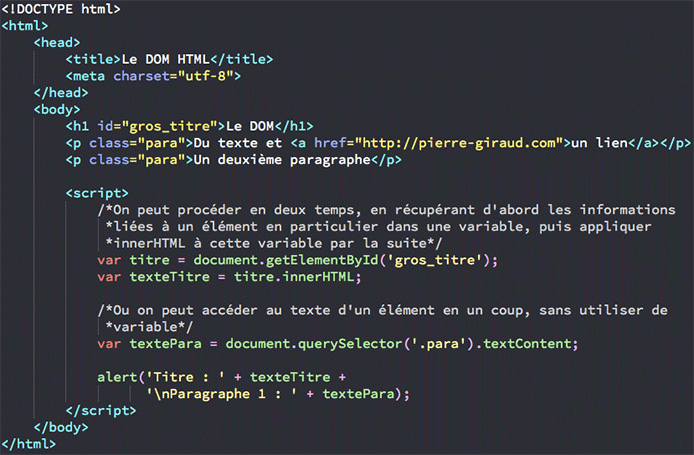 <!DOCTYPE html>
<html>
    <head>
        <title>Le DOM HTML</title>
        <meta charset="utf-8">
    </head>
    <body>
        <h1 id="gros_titre">Le DOM</h1>
        <p class="para">Du texte et <a href="http://pierre-giraud.com">un lien</a></p>
        <p class="para">Un deuxième paragraphe</p>

        <script>
            /*On peut procéder en deux temps, en récupérant d'abord les informations
             *liées à un élément en particulier dans une variable, puis appliquer
             *innerHTML à cette variable par la suite*/
            var titre = document.getElementById('gros_titre');
            var texteTitre = titre.innerHTML;

            /*Ou on peut accéder au texte d'un élément en un coup, sans utiliser de
             *variable*/
            var textePara = document.querySelector('.para').textContent;

            alert('Titre : ' + texteTitre +
                  '\nParagraphe 1 : ' + textePara);
        </script>
    </body>
</html>